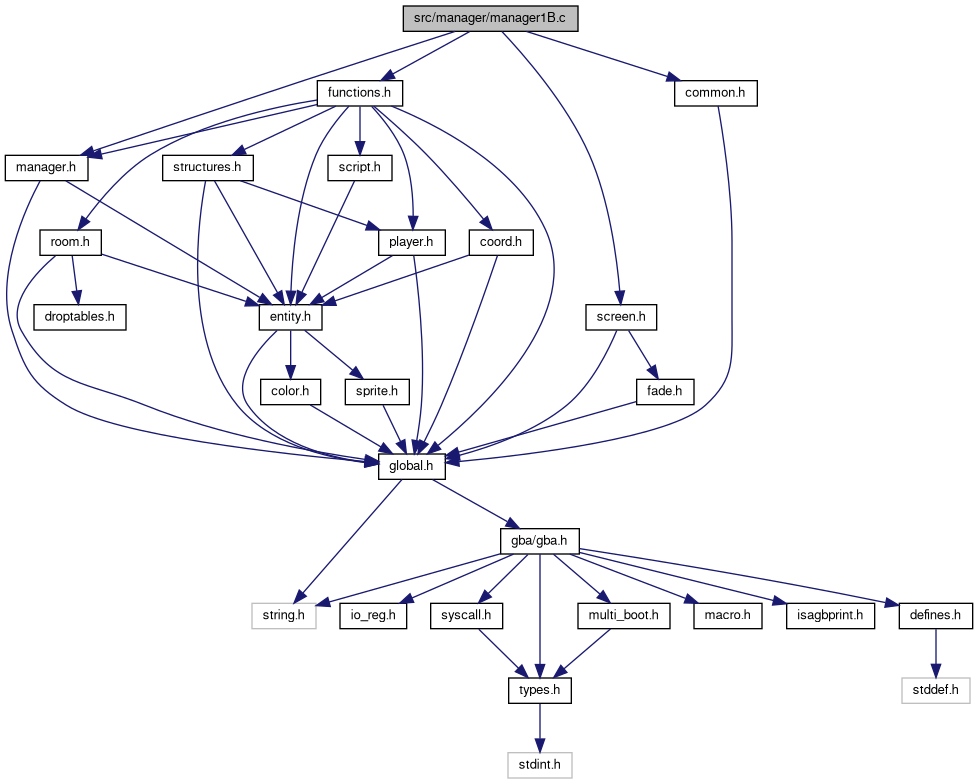 src/manager/manager1B.c
functions.h
common.h
manager.h
structures.h
script.h
room.h
player.h
coord.h
droptables.h
entity.h
screen.h
color.h
sprite.h
fade.h
global.h
gba/gba.h
string.h
io_reg.h
syscall.h
multi_boot.h
macro.h
isagbprint.h
defines.h
types.h
stddef.h
stdint.h